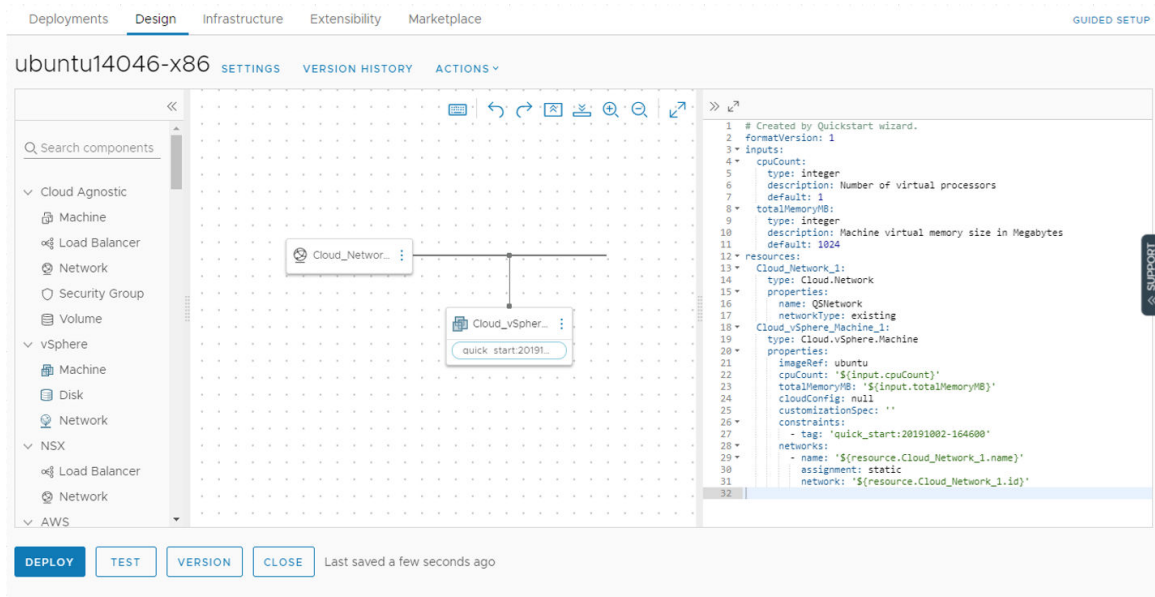 Deployments Design Infrastructure Extensibility Marketplace GUIDED SETUP
ubuntu14046-x86 SETTINGS VERSION HISTORY ACTIONS
Search components
Cloud Agnostic
Machine
Load Balancer
Network
Security Group
Volume
vSphere
Machine
Disk
Network
NSX
Load Balancer
Network
AWS
Cloud_Networ...
Cloud_vSpher...
quick_start:20191...
1 # Created by Quickstart wizard.
2 formatVersion: 1
3 inputs:
4 cpuCount:
5 type: integer
6 description: Number of virtual processors
7 default: 1
8 totalMemoryMB:
9 type: integer
10 description: Machine virtual memory size in Megabytes
11 default: 1024
12 resources:
13 Cloud_Network_1:
14 type: Cloud.Network
15 properties:
16 name: QSNetwork
17 networkType: existing
18 Cloud_vSphere_Machine_1:
19 type: Cloud.vSphere.Machine
20 properties:
21 imageRef: ubuntu
22 cpuCount: '${input.cpuCount}'
23 totalMemoryMB: '${input.totalMemoryMB}'
24 cloudConfig: null
25 customizationSpec: ''
26 constraints:
27 - tag: 'quick_start:20191002-164600'
28 networks:
29 - name: '${resource.Cloud_Network_1.name}'
30 assignment: static
31 network: '${resource.Cloud_Network_1.id}'
32
SUPPORT
DEPLOY TEST VERSION CLOSE Last saved a few seconds ago